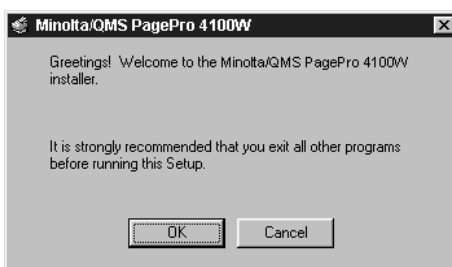 Minolta/QMS PagePro 4100W
Greetings! Welcome to the Minolta/QMS PagePro 4100W
installer.
It is strongly recommended that you exit all other programs
before running this Setup.
OK
Cancel